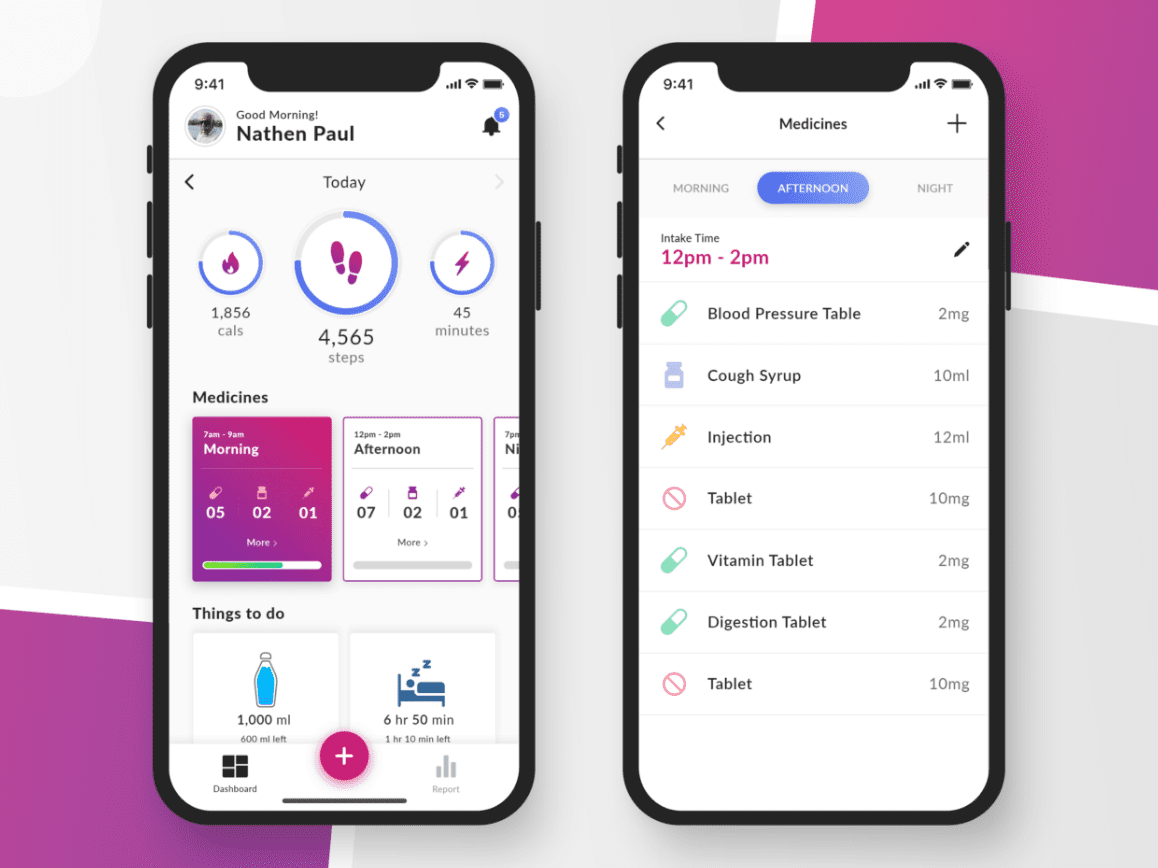 9:41
Good Morning!
Nathen Paul
5
Today
1,856
cals
4,565
steps
45
minutes
Medicines
7am - 9am
Morning
05 02 01
More >
12pm - 2pm
Afternoon
07 02 01
More >
7pm
Ni
0
Things to do
1,000 ml
600 ml left
z z z
6 hr 50 min
1 hr 10 min left
+
Dashboard
Report
9:41
Medicines
+
MORNING
AFTERNOON
NIGHT
Intake Time
12pm - 2pm
Blood Pressure Table 2mg
Cough Syrup 10ml
Injection 12ml
Tablet 10mg
Vitamin Tablet 2mg
Digestion Tablet 2mg
Tablet 10mg